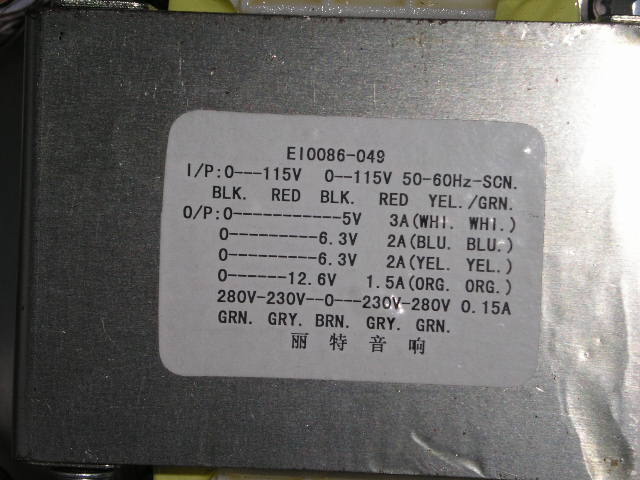 EI0086-049
I/P:0---115V 0--115V 50-60Hz-SCN.
BLK. RED BLK. RED YEL./GRN.
O/P:0-----------5V 3A(WHI. WHI.)
0---------6.3V 2A(BLU. BLU.)
0---------6.3V 2A(YEL. YEL.)
0------12.6V 1.5A(ORG. ORG.)
280V-230V--0---230V-280V 0.15A
GRN. GRY. BRN. GRY. GRN.
丽特音响